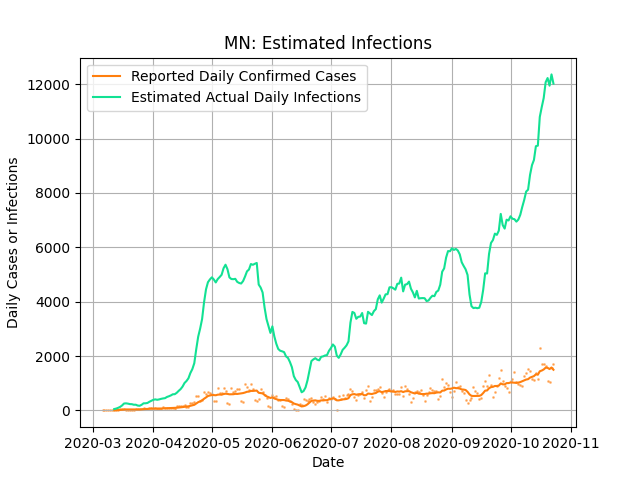 MN: Estimated Infections
Reported Daily Confirmed Cases
Estimated Actual Daily Infections
Daily Cases or Infections
12000
10000
8000
6000
4000
2000
0
2020-03 2020-04 2020-05 2020-06 2020-07 2020-08 2020-09 2020-10 2020-11
Date